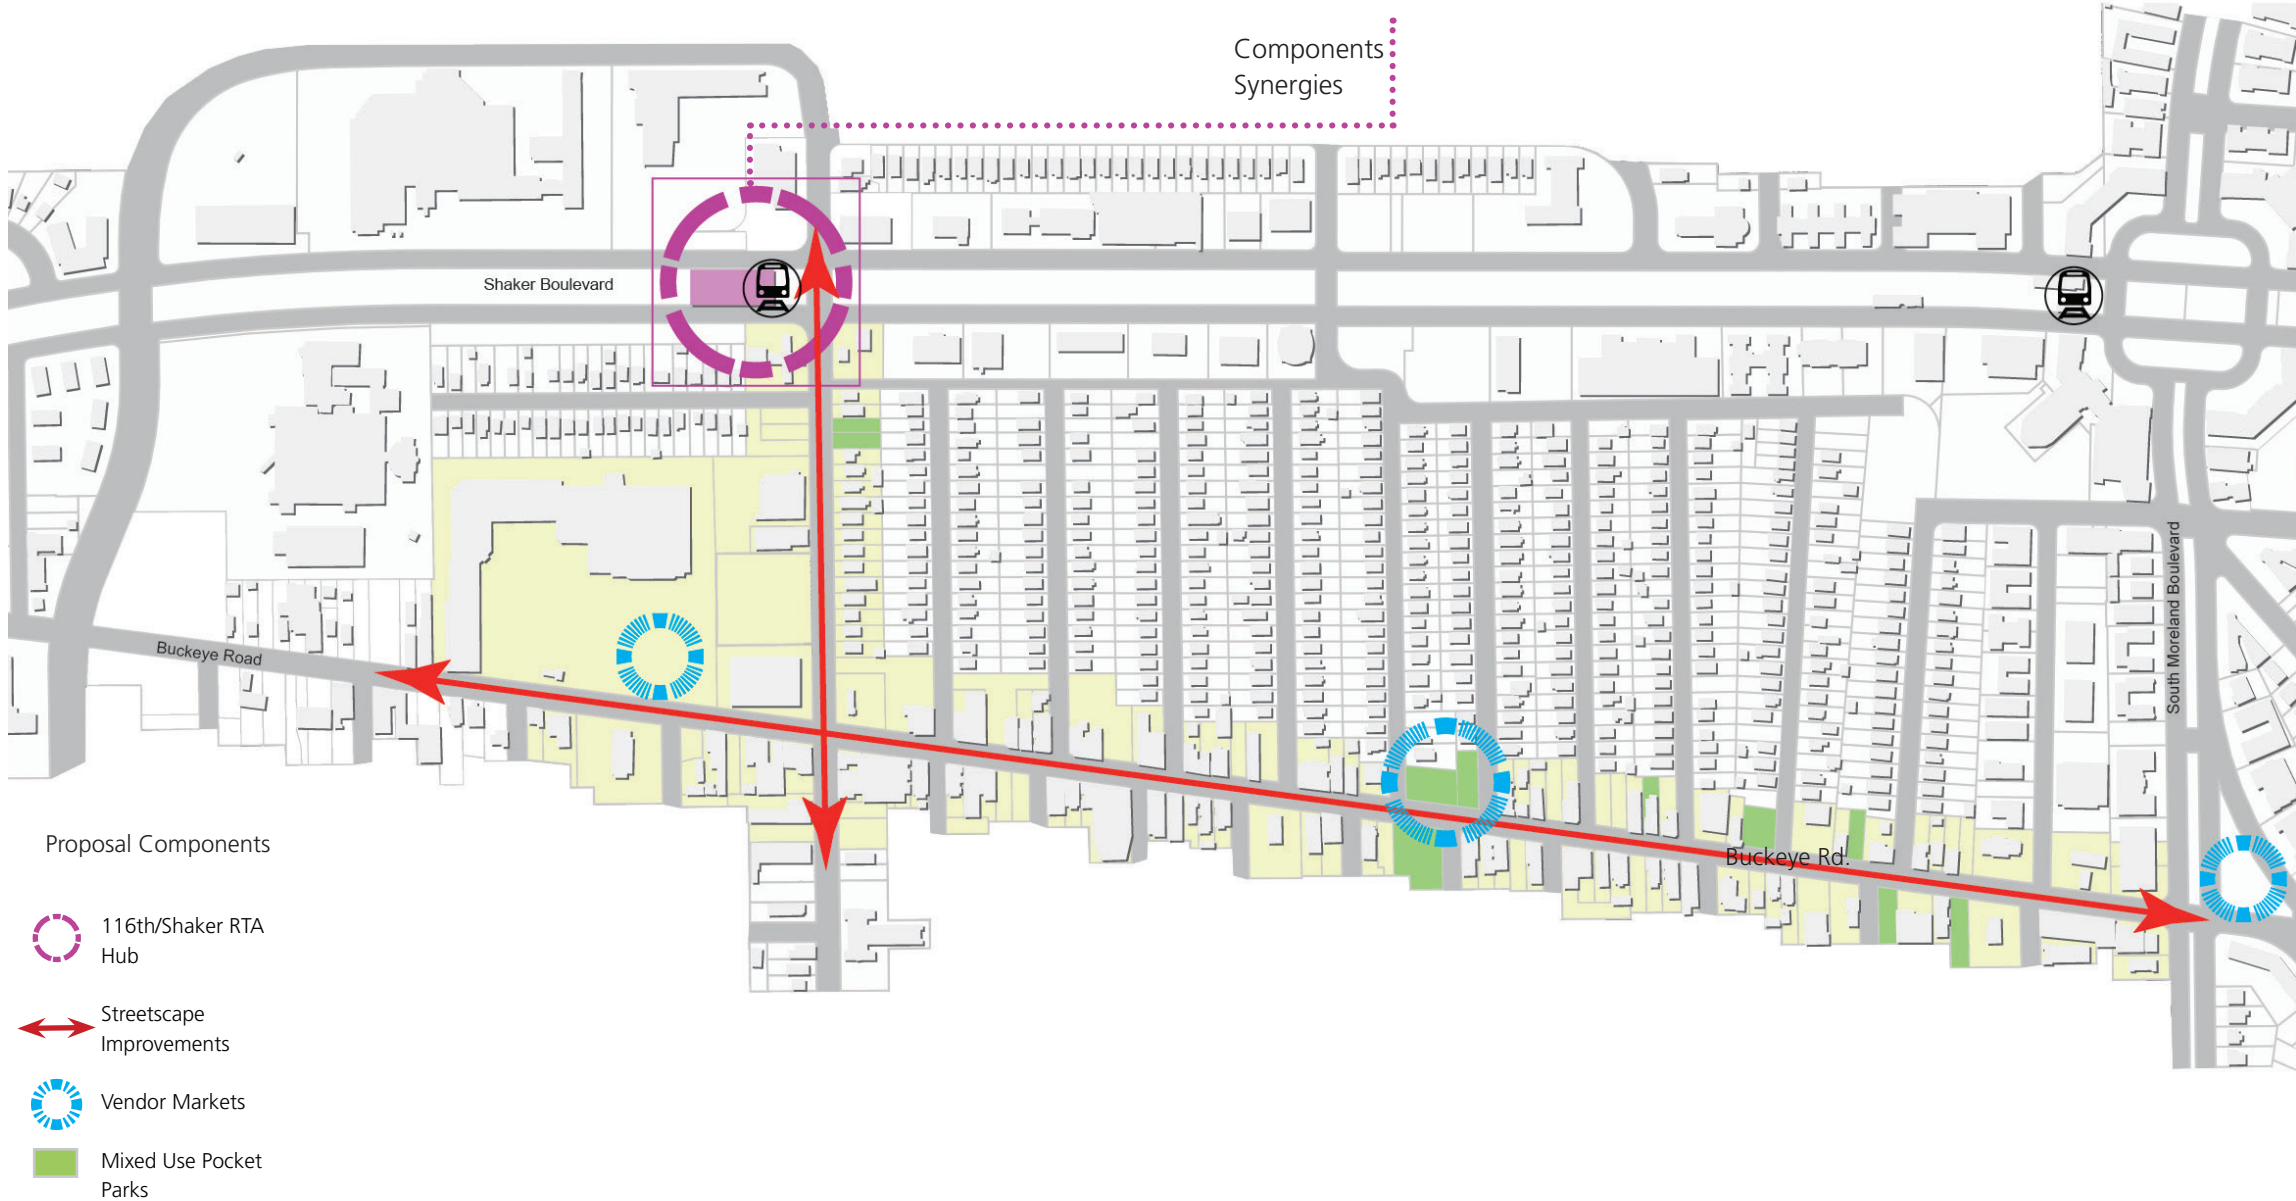 Components
Synergies
Shaker Boulevard
Buckeye Road
South Moreland Boulevard
Buckeye Rd.
Proposal Components
116th/Shaker RTA
Hub
Streetscape
Improvements
Vendor Markets
Mixed Use Pocket
Parks